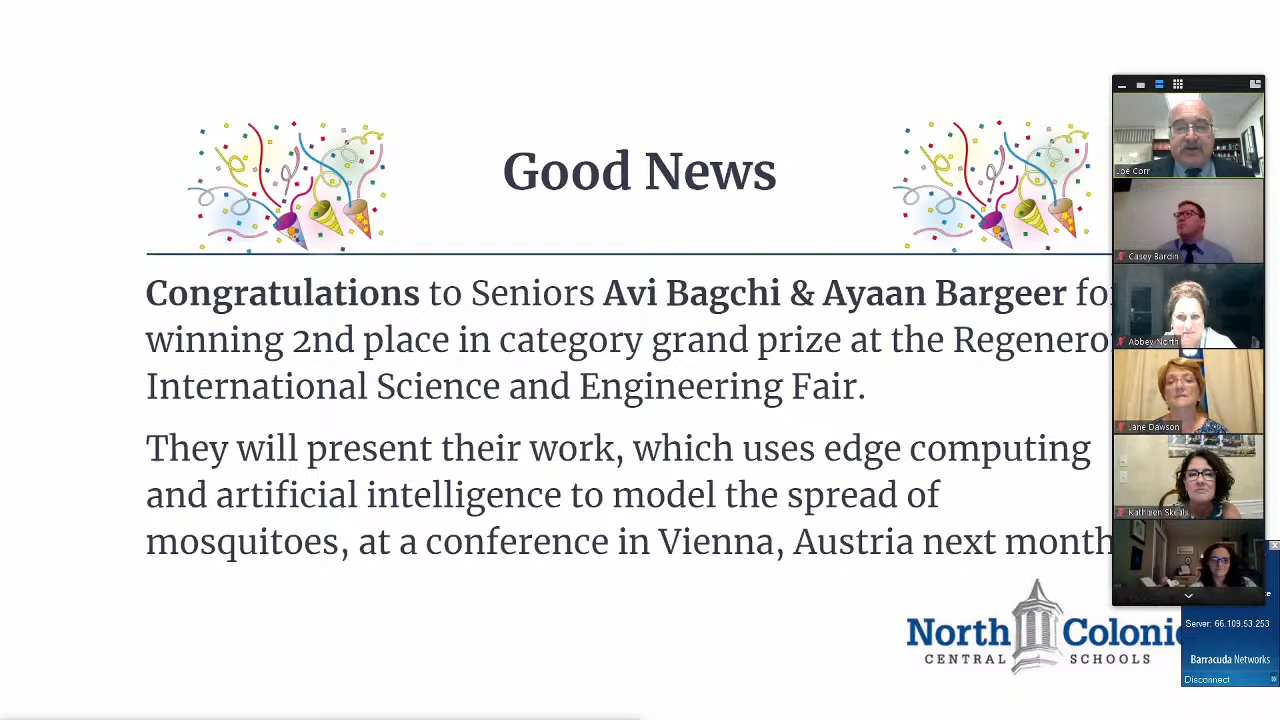 Good News
Congratulations to Seniors Avi Bagchi & Ayaan Bargeer for
winning 2nd place in category grand prize at the Regenero
International Science and Engineering Fair.
They will present their work, which uses edge computing
and artificial intelligence to model the spread of
mosquitoes, at a conference in Vienna, Austria next month
North Colonie
CENTRAL SCHOOLS
Joe Corr
Casey Bardin
Abbey North
Jane Dawson
Kathleen Skeals
Server: 66.109.53.253
Barracuda Networks
Disconnect